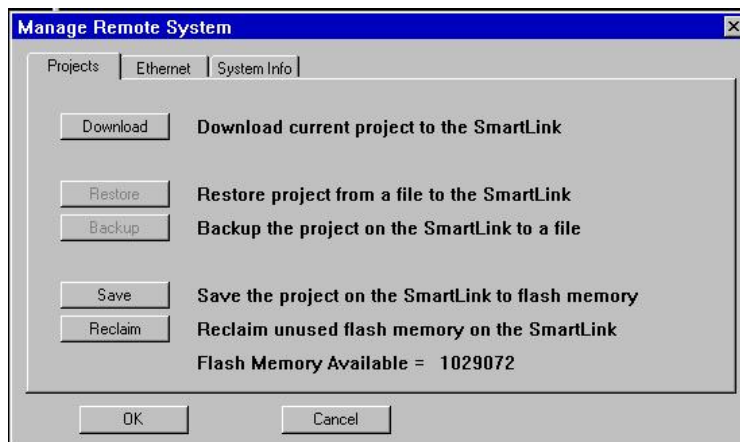 Manage Remote System
Projects Ethernet System Info
Download Download current project to the SmartLink
Restore Restore project from a file to the SmartLink
Backup Backup the project on the SmartLink to a file
Save Save the project on the SmartLink to flash memory
Reclaim Reclaim unused flash memory on the SmartLink
Flash Memory Available = 1029072
OK Cancel